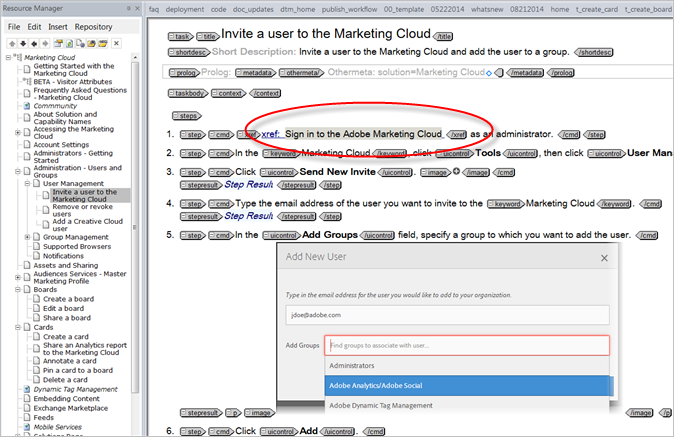 Resource Manager
File Edit Insert Repository
Marketing Cloud
Getting Started with the
Marketing Cloud
BETA - Visitor Attributes
Frequently Asked
Questions - Marketing
Cloud
Commmunity
About Solution and
Capability Names
Accessing the Marketing
Cloud
Account Settings
Administrators - Getting
Started
Administration - Users and
Groups
User Management
Invite a user to the
Marketing Cloud
Remove or revoke
users
Add a Creative Cloud
user
Group Management
Supported Browsers
Notifications
Assets and Sharing
Audiences Services - Master
Marketing Profile
Boards
Create a board
Edit a board
Share a board
Cards
Create a card
Share an Analytics report
to the Marketing Cloud
Annotate a card
Pin a card to a board
Delete a card
Dynamic Tag Management
Embedding Content
Exchange Marketplace
Feeds
Mobile Services
faq deployment code doc_updates dtm_home publish_workflow 00_template 05222014 whatsnew 08212014 home t_create_card t_create_board
task title Invite a user to the Marketing Cloud /title
shortdesc Short Description: Invite a user to the Marketing Cloud and add the user to a group. /shortdesc
prolog Prolog: metadata othermeta/ Othermeta: solution=Marketing Cloud /metadata /prolog
taskbody context /context
steps
1. step cmd xref xref: Sign in to the Adobe Marketing Cloud /xref as an administrator. /cmd /step
2. step cmd In the keyword Marketing Cloud /keyword, click uicontrol Tools /uicontrol, then click uicontrol User Man
3. step cmd Click uicontrol Send New Invite /uicontrol. image /image /cmd
stepresult Step Result /stepresult /step
4. step cmd Type the email address of the user you want to invite to the keyword Marketing Cloud /keyword. /cmd
stepresult Step Result /stepresult /step
5. step cmd In the uicontrol Add Groups /uicontrol field, specify a group to which you want to add the user. /cmd
Add New User
Type in the email address for the user you would like to add to your organization.
jdoe@adobe.com
Add Groups Find groups to associate with user...
Administrators
Adobe Analytics/Adobe Social
Adobe Dynamic Tag Management
stepresult p image /image /p
6. step cmd Click uicontrol Add /uicontrol. /cmd